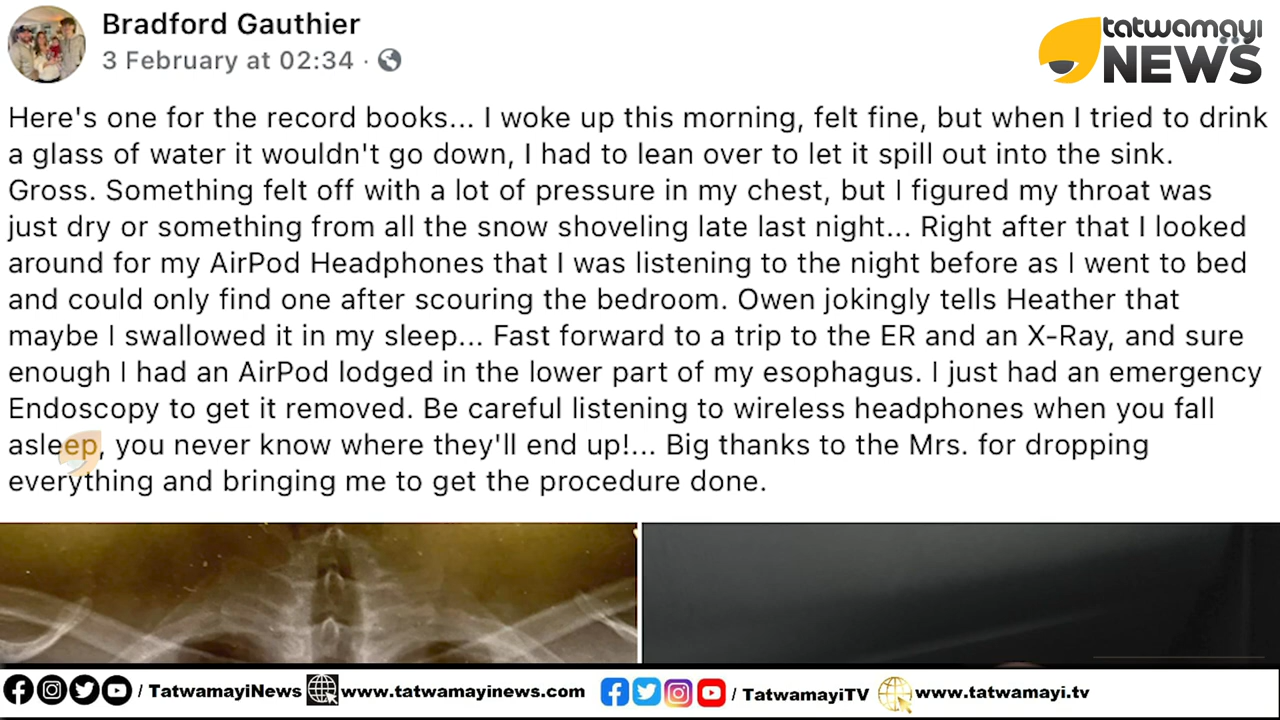 Bradford Gauthier
3 February at 02:34 ·
tatwamayi
NEWS
Here's one for the record books... I woke up this morning, felt fine, but when I tried to drink
a glass of water it wouldn't go down, I had to lean over to let it spill out into the sink.
Gross. Something felt off with a lot of pressure in my chest, but I figured my throat was
just dry or something from all the snow shoveling late last night... Right after that I looked
around for my AirPod Headphones that I was listening to the night before as I went to bed
and could only find one after scouring the bedroom. Owen jokingly tells Heather that
maybe I swallowed it in my sleep... Fast forward to a trip to the ER and an X-Ray, and sure
enough I had an AirPod lodged in the lower part of my esophagus. I just had an emergency
Endoscopy to get it removed. Be careful listening to wireless headphones when you fall
asleep, you never know where they'll end up!... Big thanks to the Mrs. for dropping
everything and bringing me to get the procedure done.
/ TatwamayiNews www.tatwamayinews.com / TatwamayiTV www.tatwamayi.tv